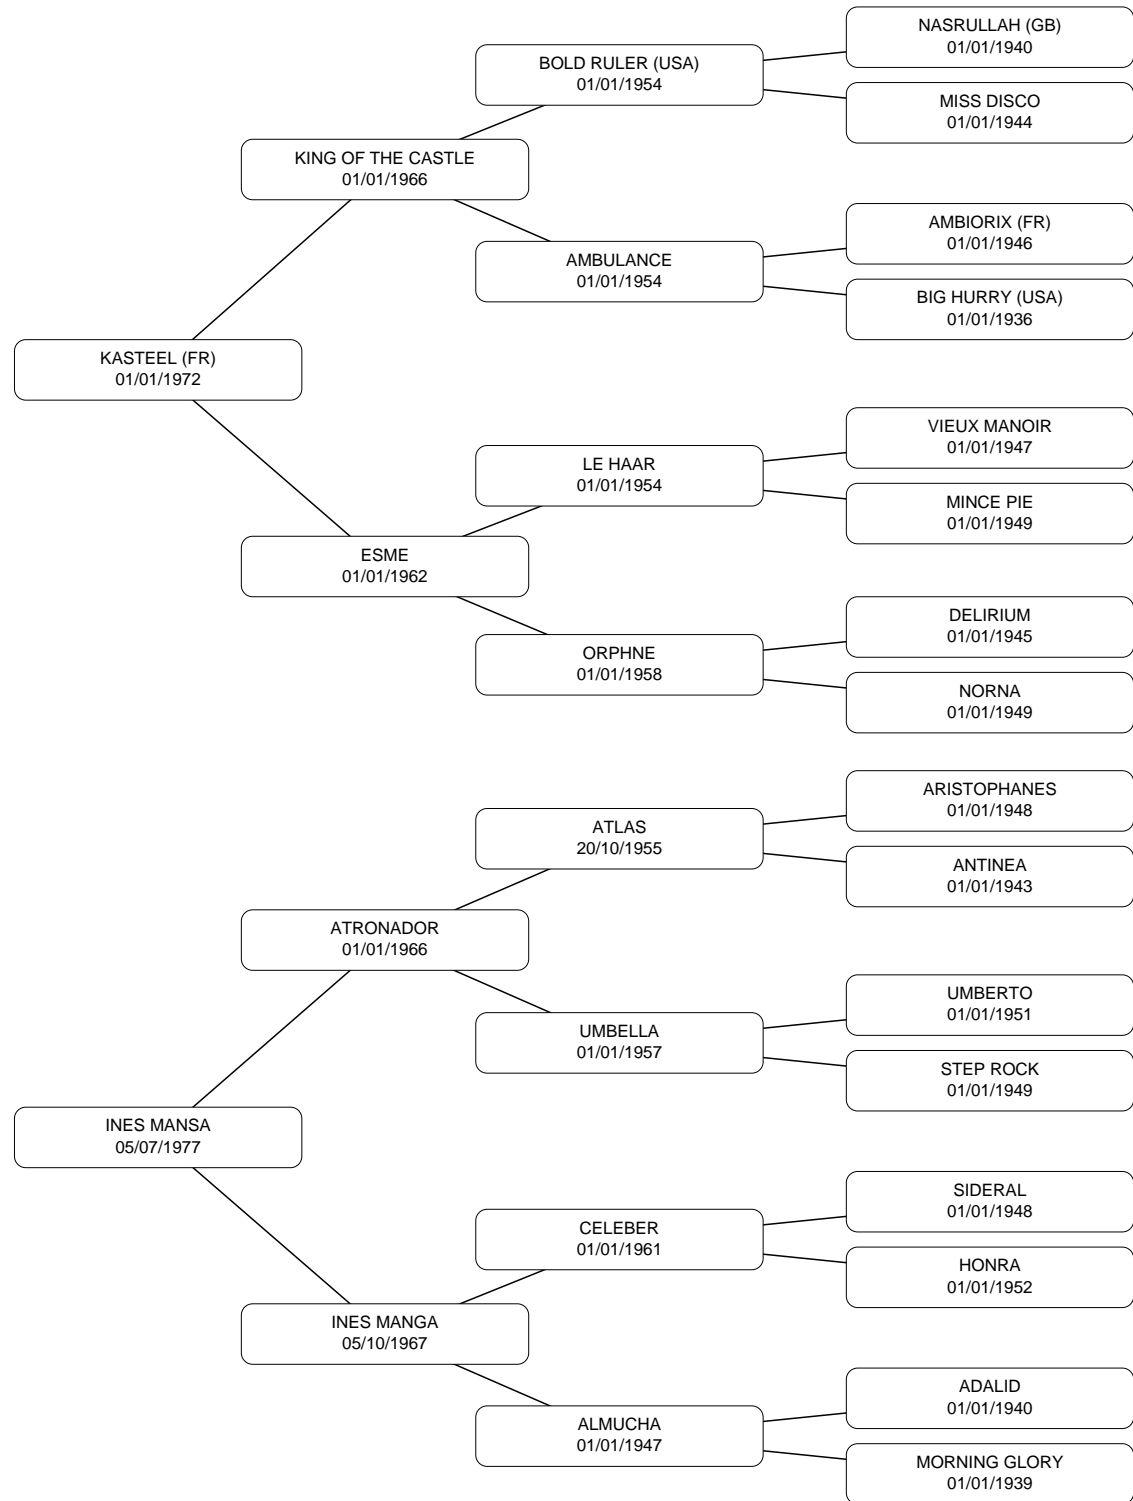 NASRULLAH (GB)
01/01/1940
BOLD RULER (USA)
01/01/1954
MISS DISCO
01/01/1944
KING OF THE CASTLE
01/01/1966
AMBIORIX (FR)
01/01/1946
AMBULANCE
01/01/1954
BIG HURRY (USA)
01/01/1936
KASTEEL (FR)
01/01/1972
VIEUX MANOIR
01/01/1947
LE HAAR
01/01/1954
MINCE PIE
01/01/1949
ESME
01/01/1962
DELIRIUM
01/01/1945
ORPHNE
01/01/1958
NORNA
01/01/1949
ARISTOPHANES
01/01/1948
ATLAS
20/10/1955
ANTINEA
01/01/1943
ATRONADOR
01/01/1966
UMBERTO
01/01/1951
UMBELLA
01/01/1957
STEP ROCK
01/01/1949
INES MANSA
05/07/1977
SIDERAL
01/01/1948
CELEBER
01/01/1961
HONRA
01/01/1952
INES MANGA
05/10/1967
ADALID
01/01/1940
ALMUCHA
01/01/1947
MORNING GLORY
01/01/1939